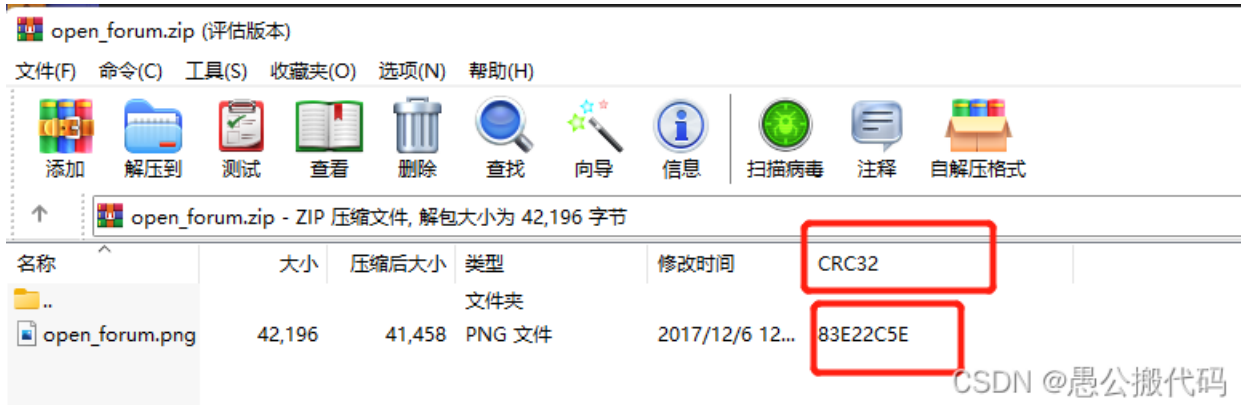 open_forum.zip (评估版本)
文件(F) 命令(C) 工具(S) 收藏夹(O) 选项(N) 帮助(H)
添加 解压到 测试 查看 删除 查找 向导 信息 扫描病毒 注释 自解压格式
open_forum.zip - ZIP 压缩文件, 解包大小为 42,196 字节
名称 大小 压缩后大小 类型 修改时间 CRC32
.. 文件夹
open_forum.png 42,196 41,458 PNG 文件 2017/12/6 12... 83E22C5E
CSDN @愚公搬代码